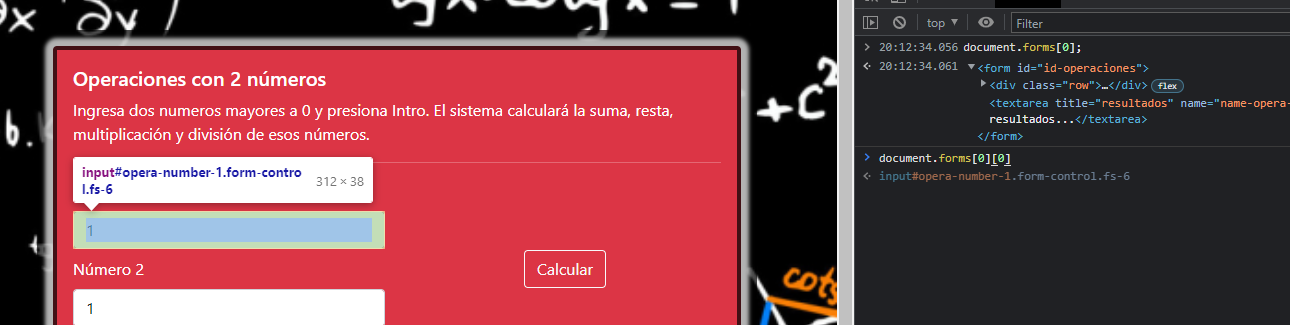 Operaciones con 2 números
Ingresa dos numeros mayores a 0 y presiona Intro. El sistema calculará la suma, resta,
multiplicación y división de esos números.
input#opera-number-1.form-contro
l.fs-6
312 × 38
1
Número 2
1
Calcular
+c²
cots
top
Filter
20:12:34.056 document.forms[0];
20:12:34.061 <form id="id-operaciones">
<div class="row">…</div> flex
<textarea title="resultados" name="name-opera-
resultados...</textarea>
</form>
document.forms[0][0]
input#opera-number-1.form-control.fs-6